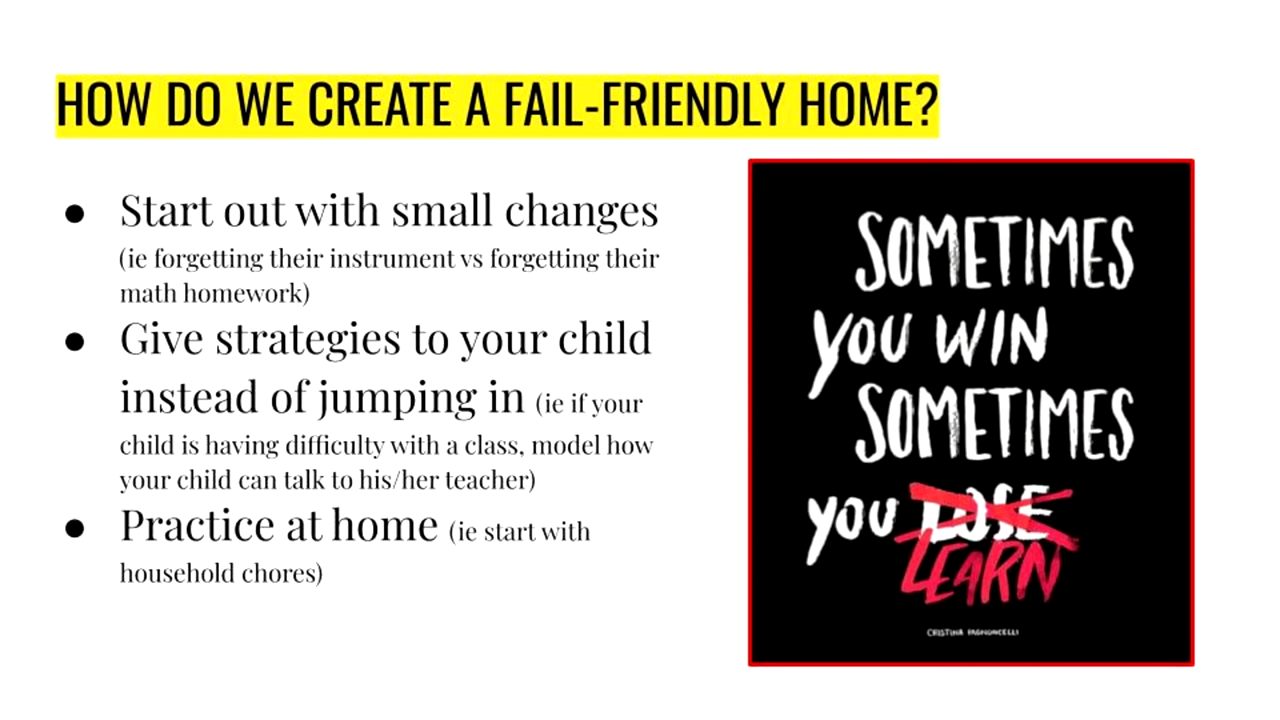 HOW DO WE CREATE A FAIL-FRIENDLY HOME?
● Start out with small changes
(ie forgetting their instrument vs forgetting their
math homework)
● Give strategies to your child
instead of jumping in (ie if your
child is having difficulty with a class, model how
your child can talk to his/her teacher)
● Practice at home (ie start with
household chores)
SOMETIMES
YOU WIN
SOMETIMES
YOU LOSE
LEARN
CRISTINA PAGNONCELLI